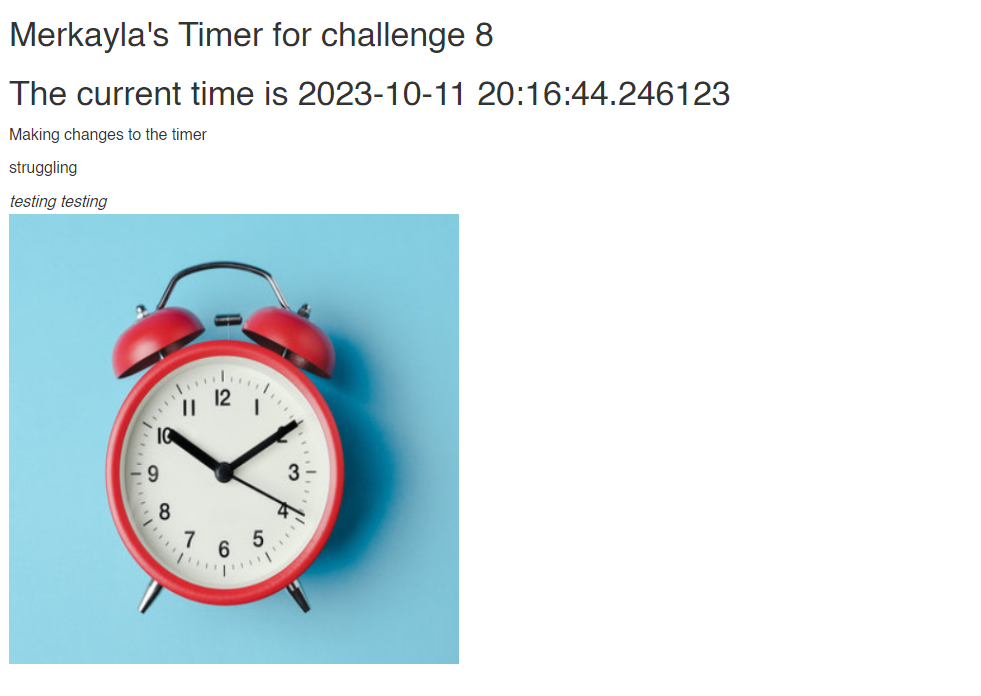 Merkayla's Timer for challenge 8
The current time is 2023-10-11 20:16:44.246123
Making changes to the timer
struggling
testing testing
12
11 1
10 2
9 3
8 4
7 5
6